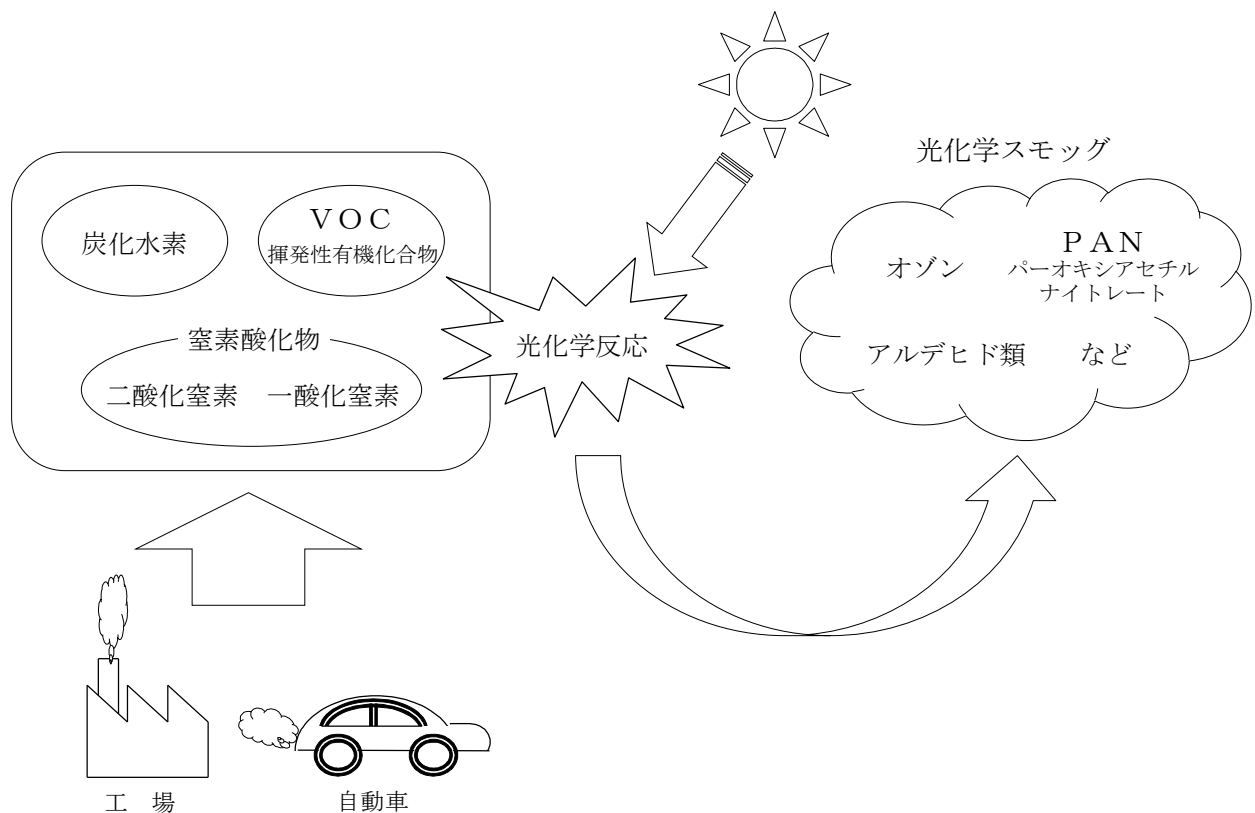 光化学スモッグ
炭化水素
ＶＯＣ
揮発性有機化合物
窒素酸化物
二酸化窒素 一酸化窒素
光化学反応
オゾン
ＰＡＮ
パーオキシアセチル
ナイトレート
アルデヒド類 など
工 場
自動車